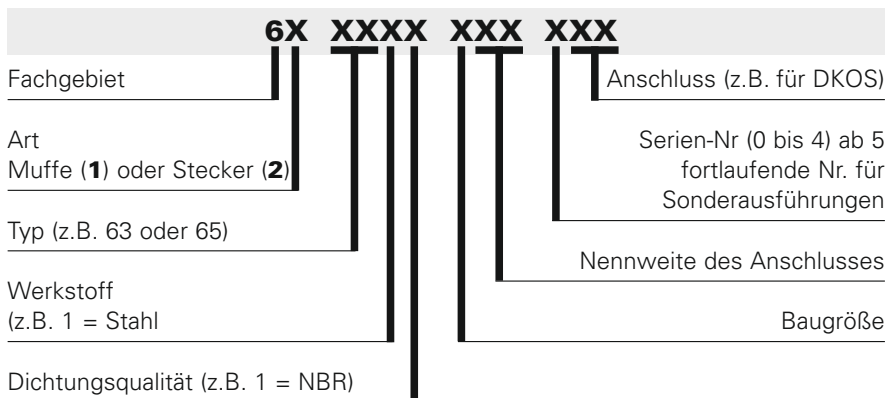 6X XXXX XXX XXX
Fachgebiet
Art
Muffe (1) oder Stecker (2)
Typ (z.B. 63 oder 65)
Werkstoff
(z.B. 1 = Stahl
Dichtungsqualität (z.B. 1 = NBR)
Anschluss (z.B. für DKOS)
Serien-Nr (0 bis 4) ab 5
fortlaufende Nr. für
Sonderausführungen
Nennweite des Anschlusses
Baugröße